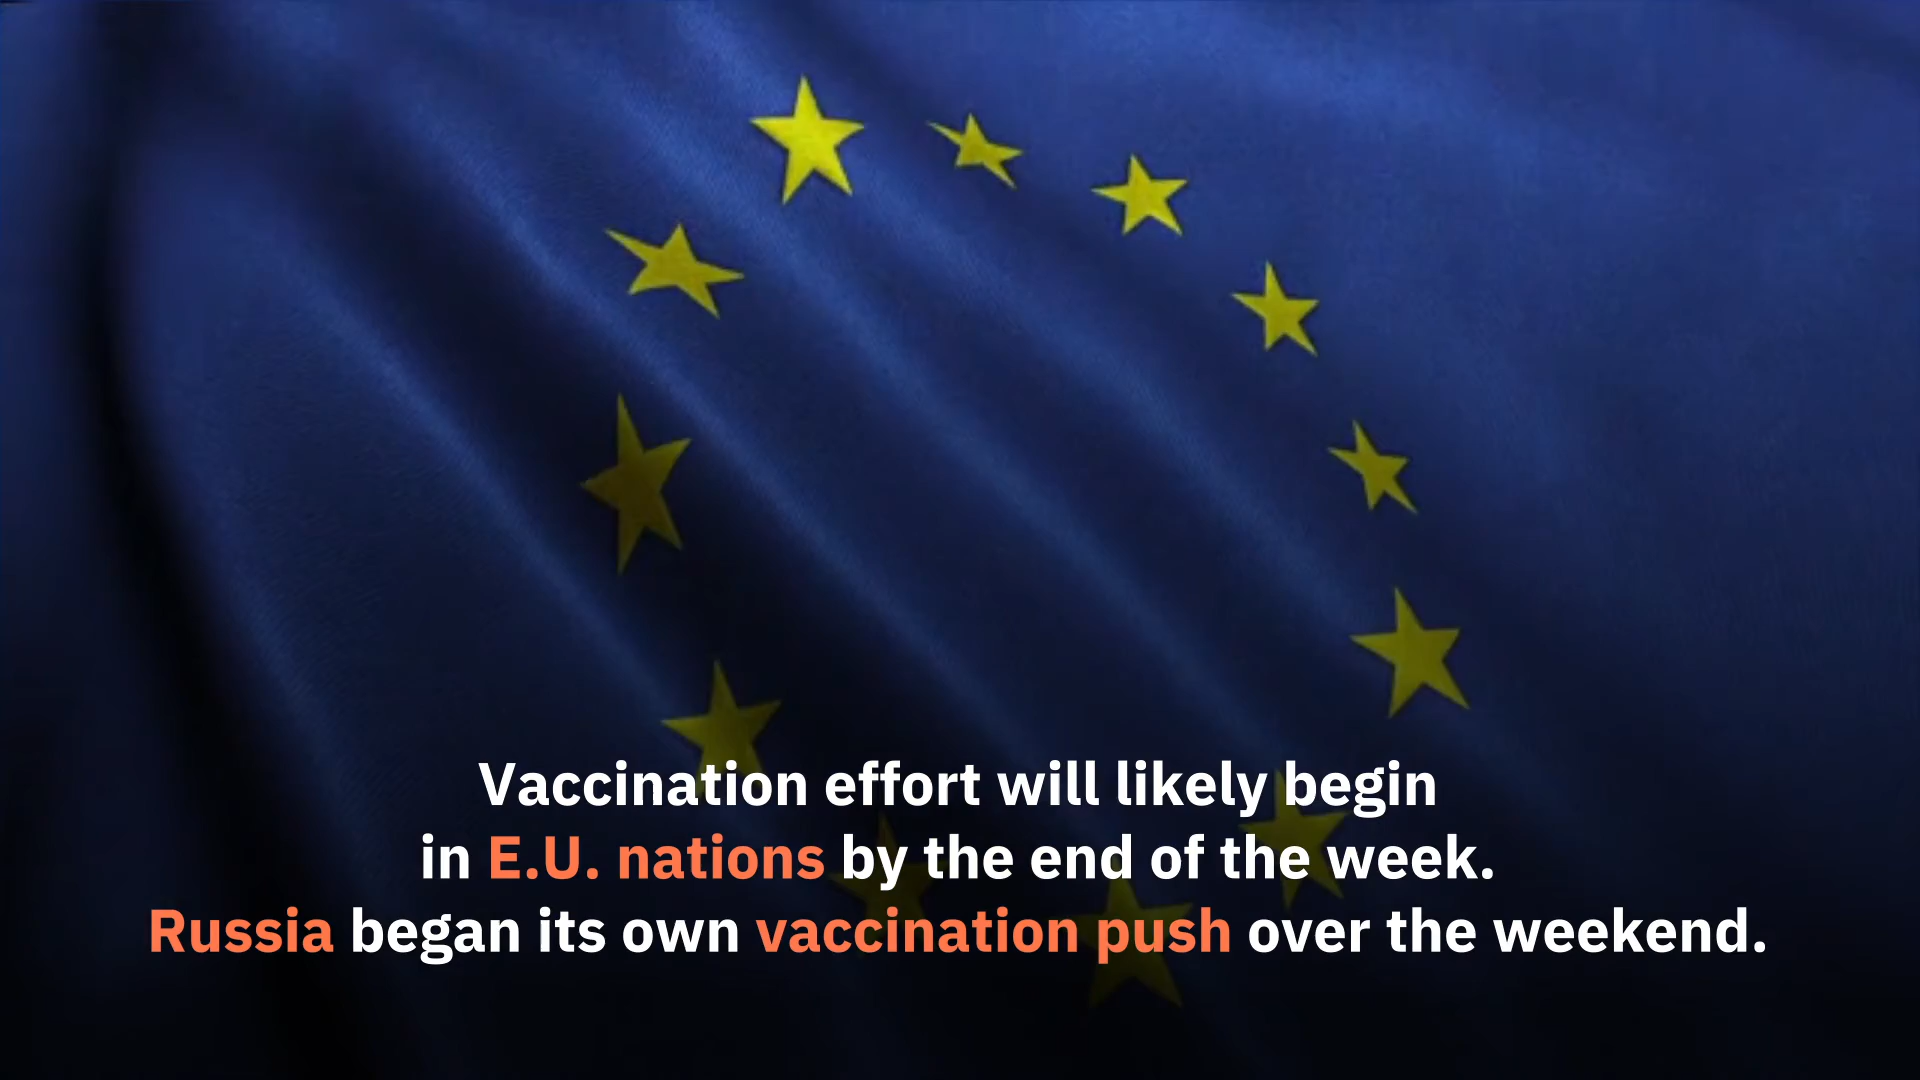 Vaccination effort will likely begin
in E.U. nations by the end of the week.
Russia began its own vaccination push over the weekend.